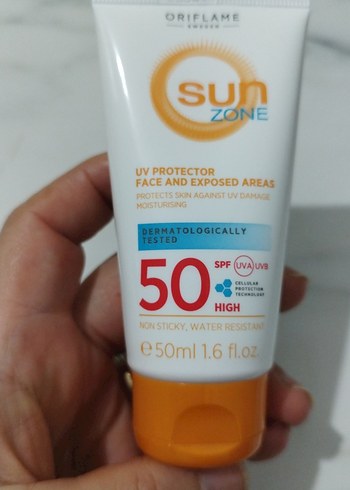 ORIFLAME
SWEDEN
sun
ZONE
UV PROTECTOR
FACE AND EXPOSED AREAS
PROTECTS SKIN AGAINST UV DAMAGE
MOISTURISING
DERMATOLOGICALLY
TESTED
50 SPF UVA UVB
CELLULAR
PROTECTION
TECHNOLOGY
HIGH
NON STICKY, WATER RESISTANT
e 50ml 1.6 fl.oz.